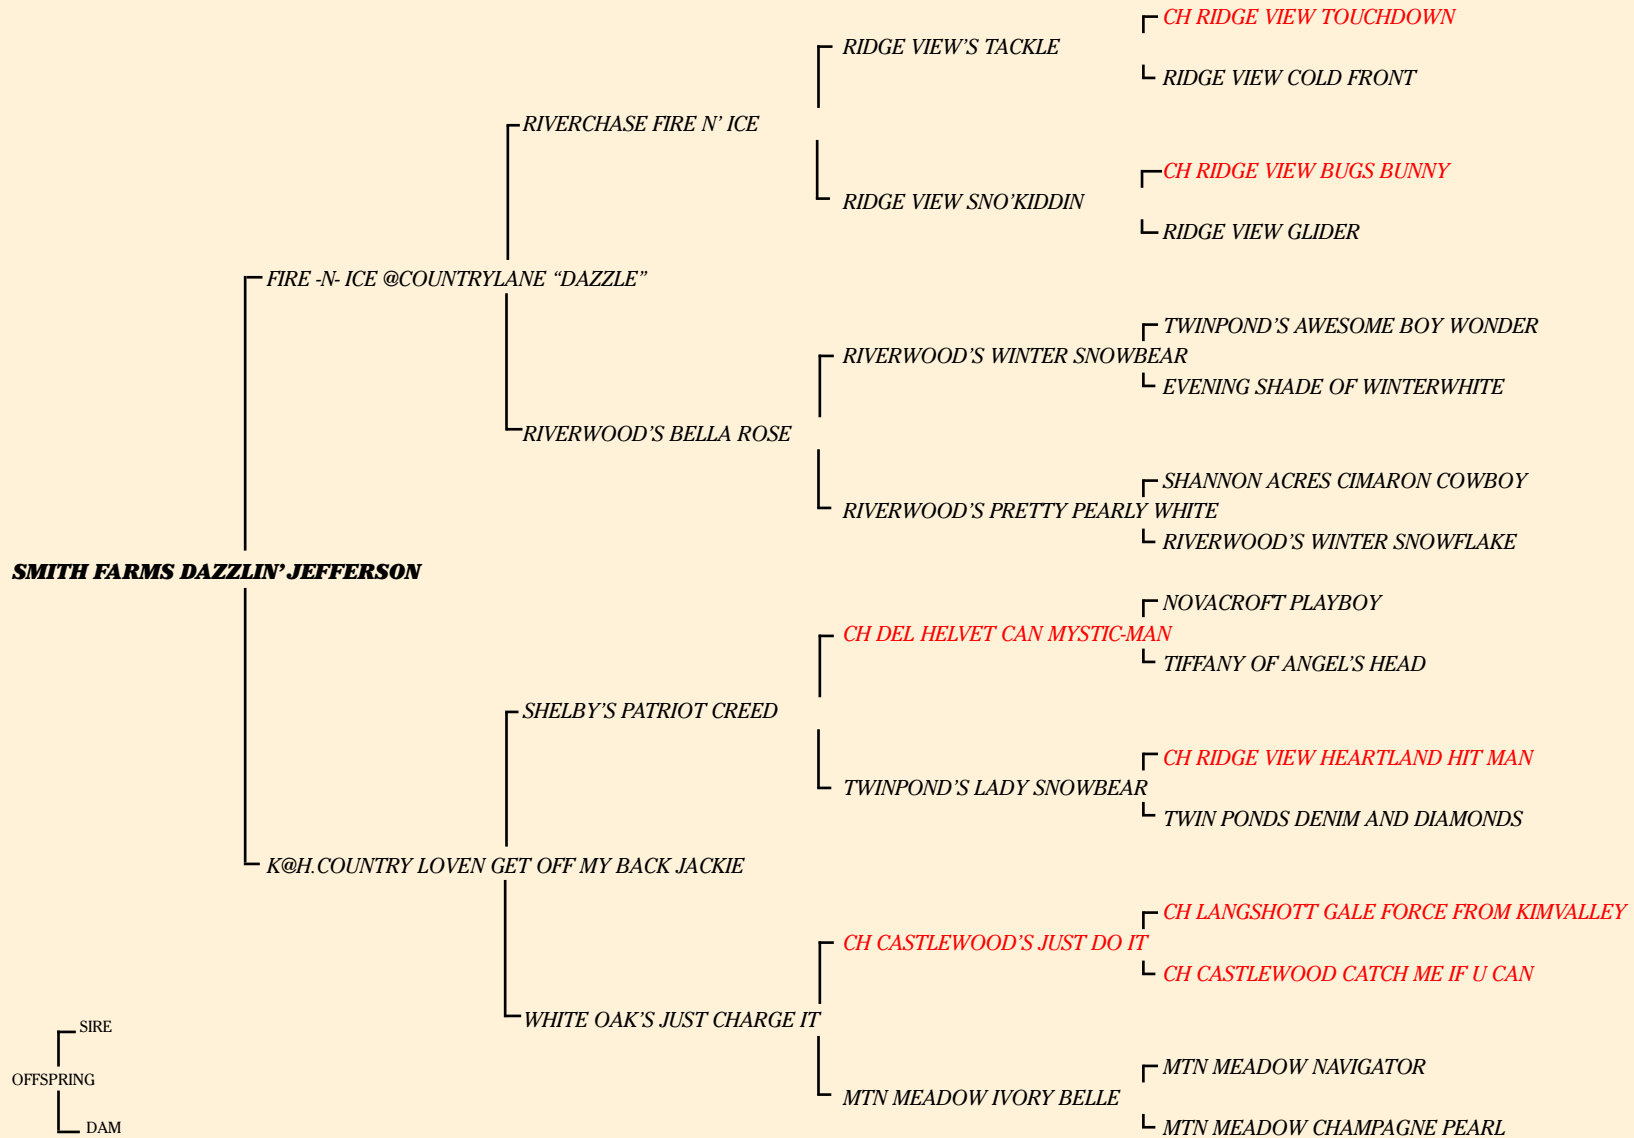 CH RIDGE VIEW TOUCHDOWN
RIDGE VIEW'S TACKLE
RIDGE VIEW COLD FRONT
RIVERCHASE FIRE N’ ICE
CH RIDGE VIEW BUGS BUNNY
RIDGE VIEW SNO’KIDDIN
RIDGE VIEW GLIDER
FIRE -N- ICE @COUNTRYLANE “DAZZLE”
TWINPOND'S AWESOME BOY WONDER
RIVERWOOD'S WINTER SNOWBEAR
EVENING SHADE OF WINTERWHITE
RIVERWOOD'S BELLA ROSE
SHANNON ACRES CIMARON COWBOY
RIVERWOOD'S PRETTY PEARLY WHITE
RIVERWOOD'S WINTER SNOWFLAKE
SMITH FARMS DAZZLIN’ JEFFERSON
NOVACROFT PLAYBOY
CH DEL HELVET CAN MYSTIC-MAN
TIFFANY OF ANGEL'S HEAD
SHELBY'S PATRIOT CREED
CH RIDGE VIEW HEARTLAND HIT MAN
TWINPOND'S LADY SNOWBEAR
TWIN PONDS DENIM AND DIAMONDS
K@H.COUNTRY LOVEN GET OFF MY BACK JACKIE
CH LANGSHOTT GALE FORCE FROM KIMVALLEY
CH CASTLEWOOD'S JUST DO IT
CH CASTLEWOOD CATCH ME IF U CAN
WHITE OAK'S JUST CHARGE IT
MTN MEADOW NAVIGATOR
MTN MEADOW IVORY BELLE
MTN MEADOW CHAMPAGNE PEARL
SIRE
OFFSPRING
DAM